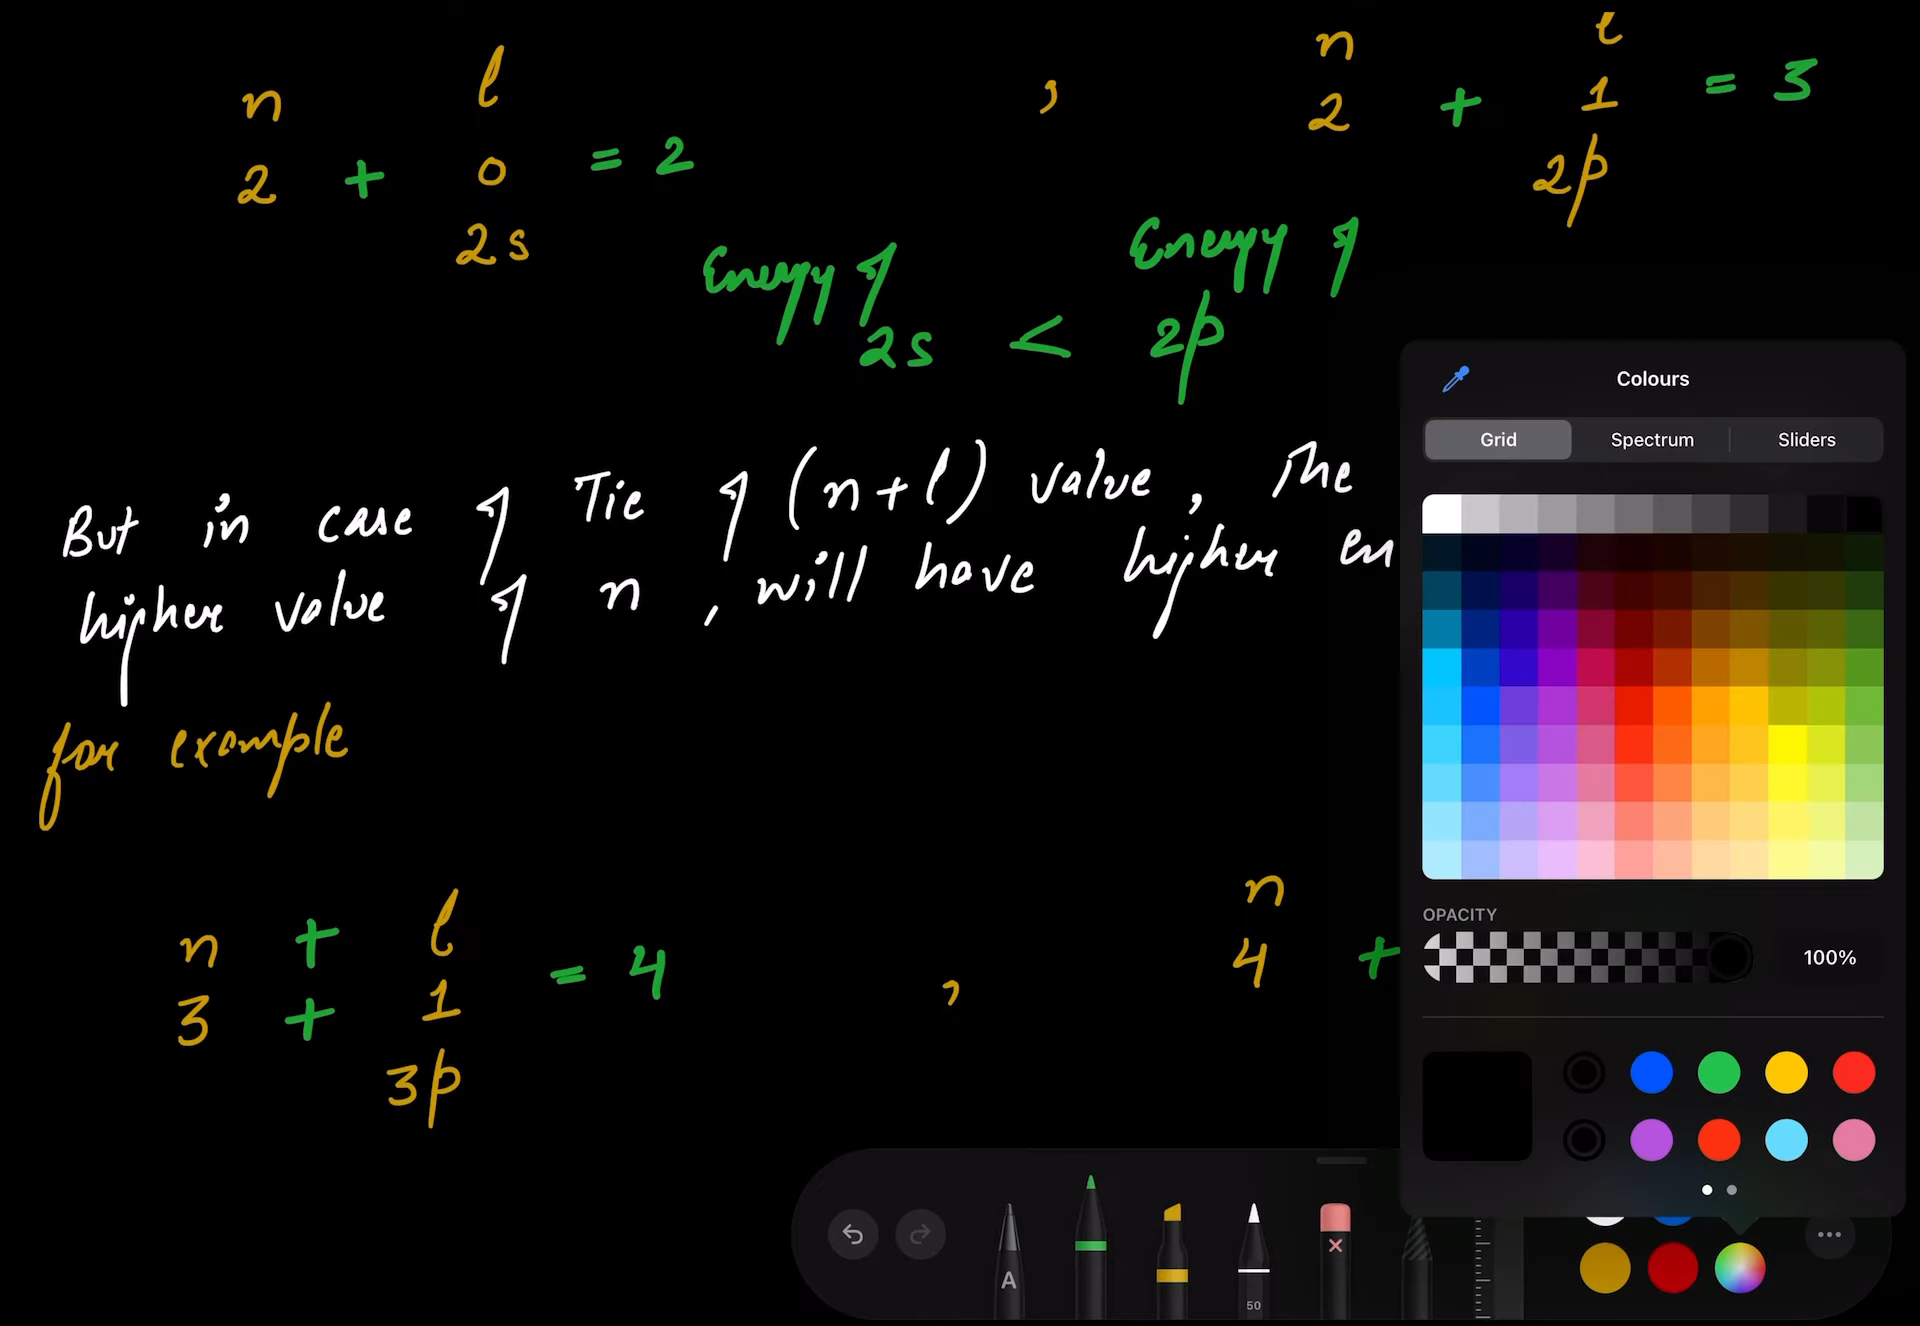 n l
2 + 0 = 2
2s
,
n l
2 + 1 = 3
2p
Energy of 2s < Energy of 2p
But in case of Tie of (n+l) value, The
higher value of n, will have higher en
for example
n + l
3 + 1 = 4
3p
,
n
4 +
Colours
Grid Spectrum Sliders
OPACITY
100%
A
50